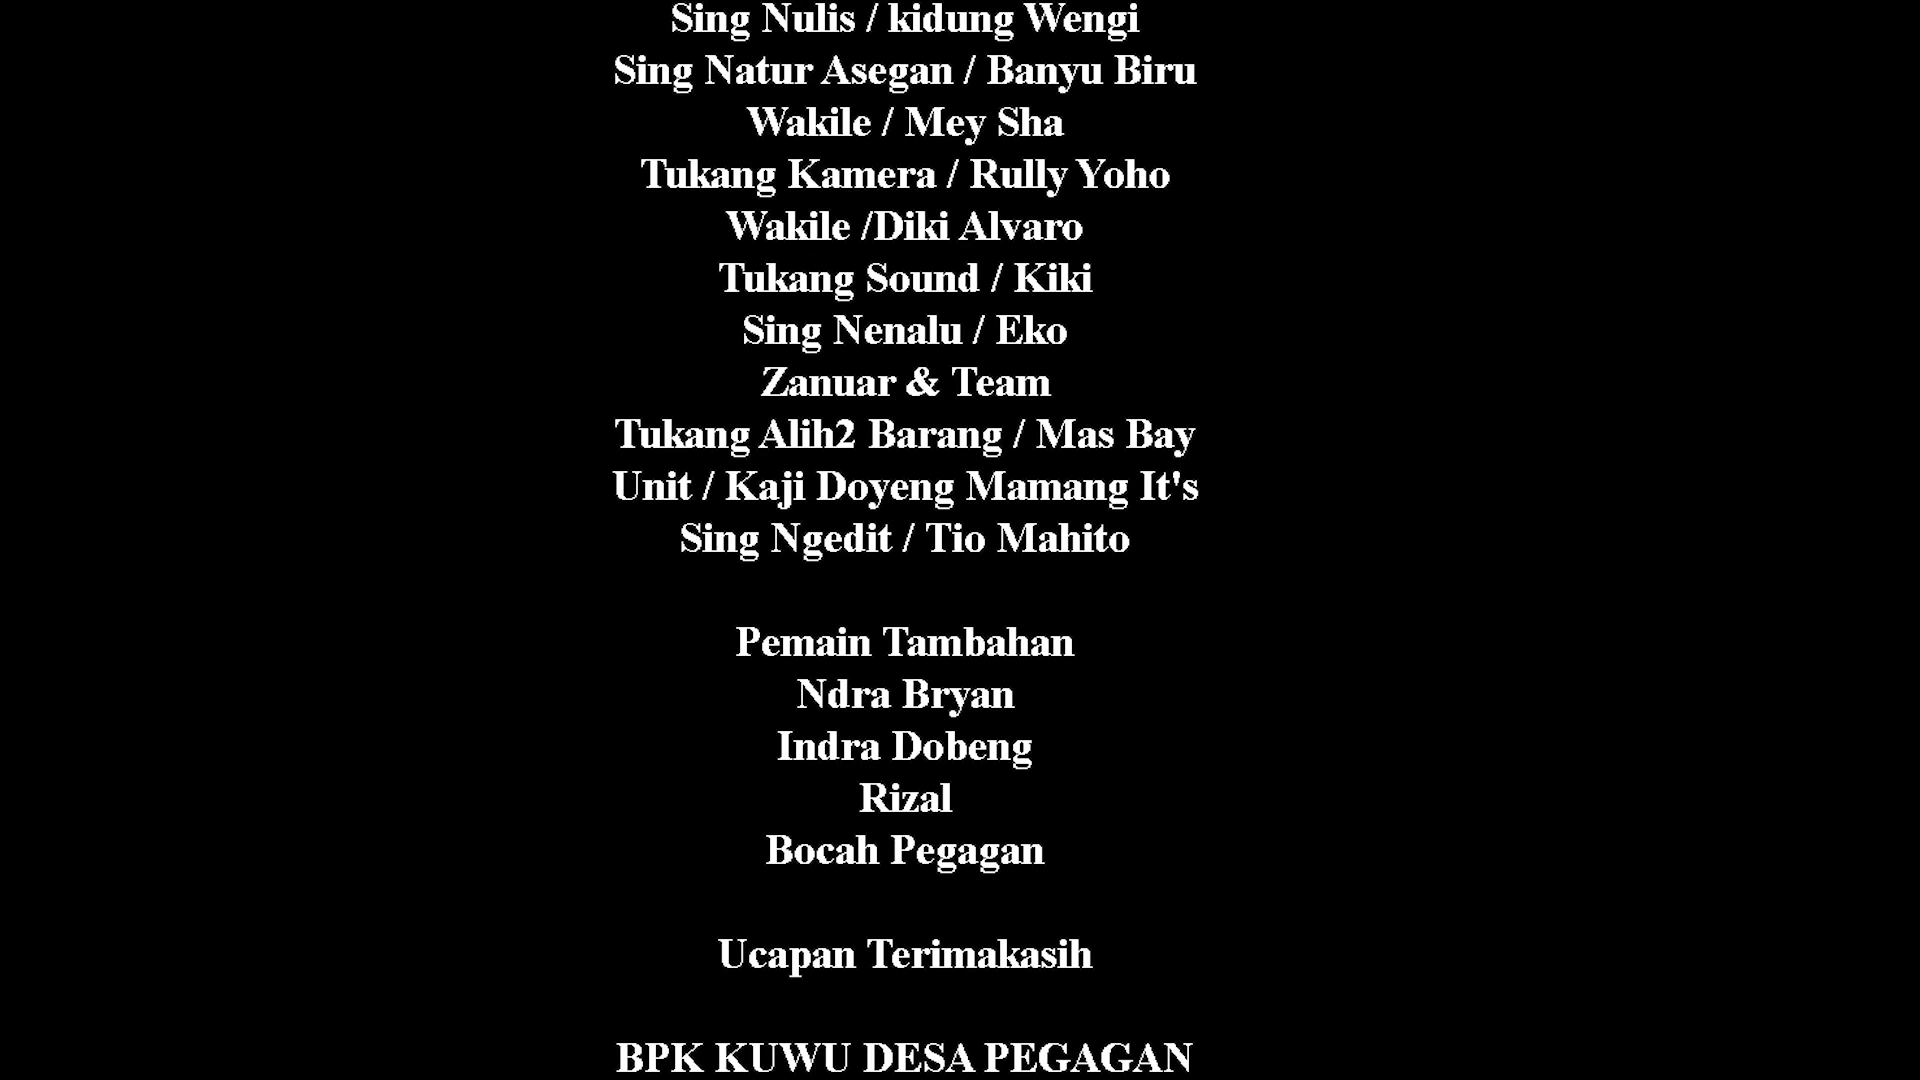 Sing Nulis / kidung Wengi
Sing Natur Asegan / Banyu Biru
Wakile / Mey Sha
Tukang Kamera / Rully Yoho
Wakile /Diki Alvaro
Tukang Sound / Kiki
Sing Nenalu / Eko
Zanuar & Team
Tukang Alih2 Barang / Mas Bay
Unit / Kaji Doyeng Mamang It's
Sing Ngedit / Tio Mahito
Pemain Tambahan
Ndra Bryan
Indra Dobeng
Rizal
Bocah Pegagan
Ucapan Terimakasih
BPK KUWU DESA PEGAGAN